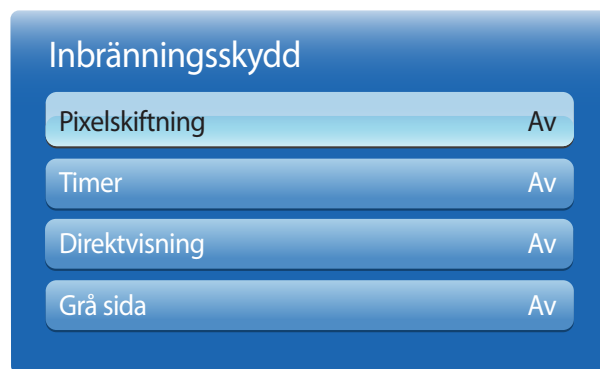 Inbränningsskydd
Pixelskiftning Av
Timer Av
Direktvisning Av
Grå sida Av